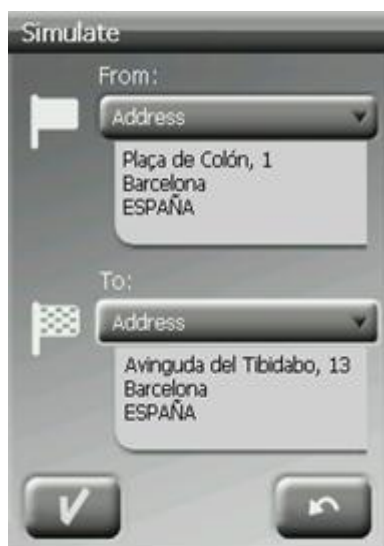 Simulate
From:
Address
Plaça de Colón, 1
Barcelona
ESPAÑA
To:
Address
Avinguda del Tibidabo, 13
Barcelona
ESPAÑA